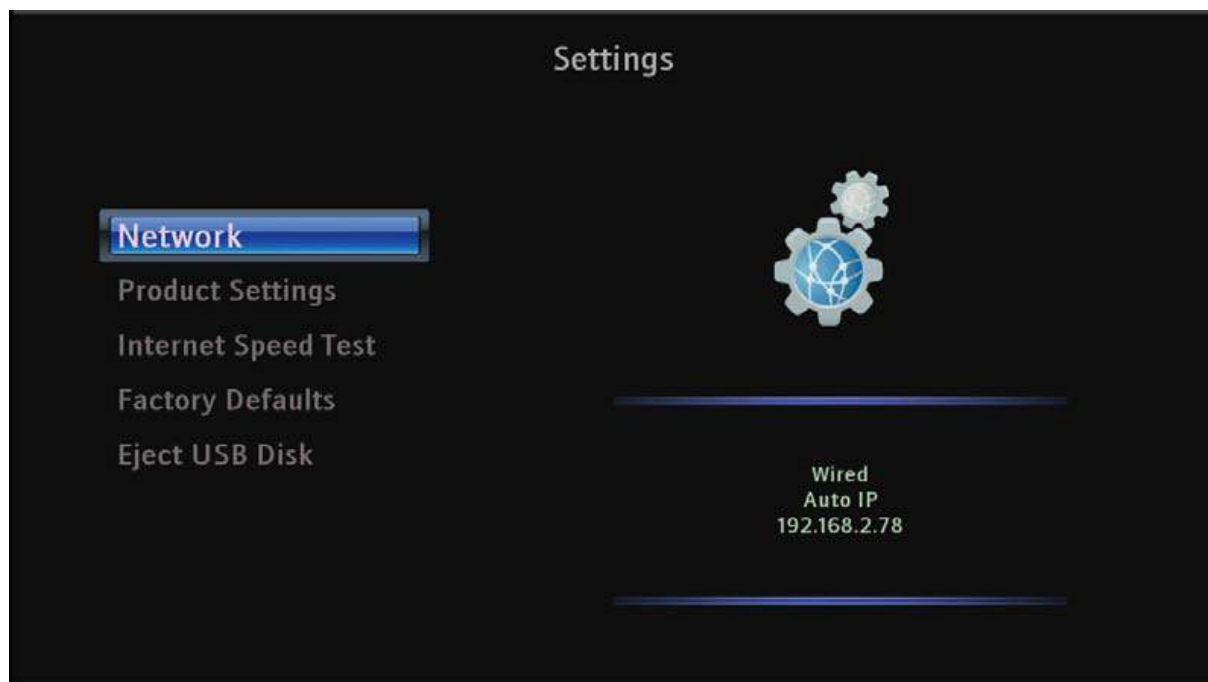 Settings
Network
Product Settings
Internet Speed Test
Factory Defaults
Eject USB Disk
Wired
Auto IP
192.168.2.78